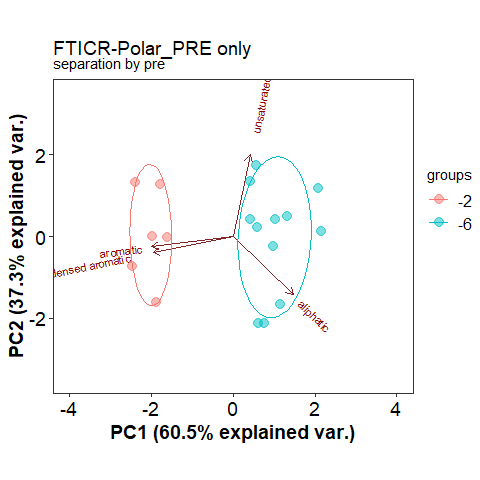 FTICR-Polar_PRE only
separation by pre
unsaturated
aromatic
densed aromatic
aliphatic
2
0
-2
-4
-2
0
2
4
PC1 (60.5% explained var.)
PC2 (37.3% explained var.)
groups
-2
-6